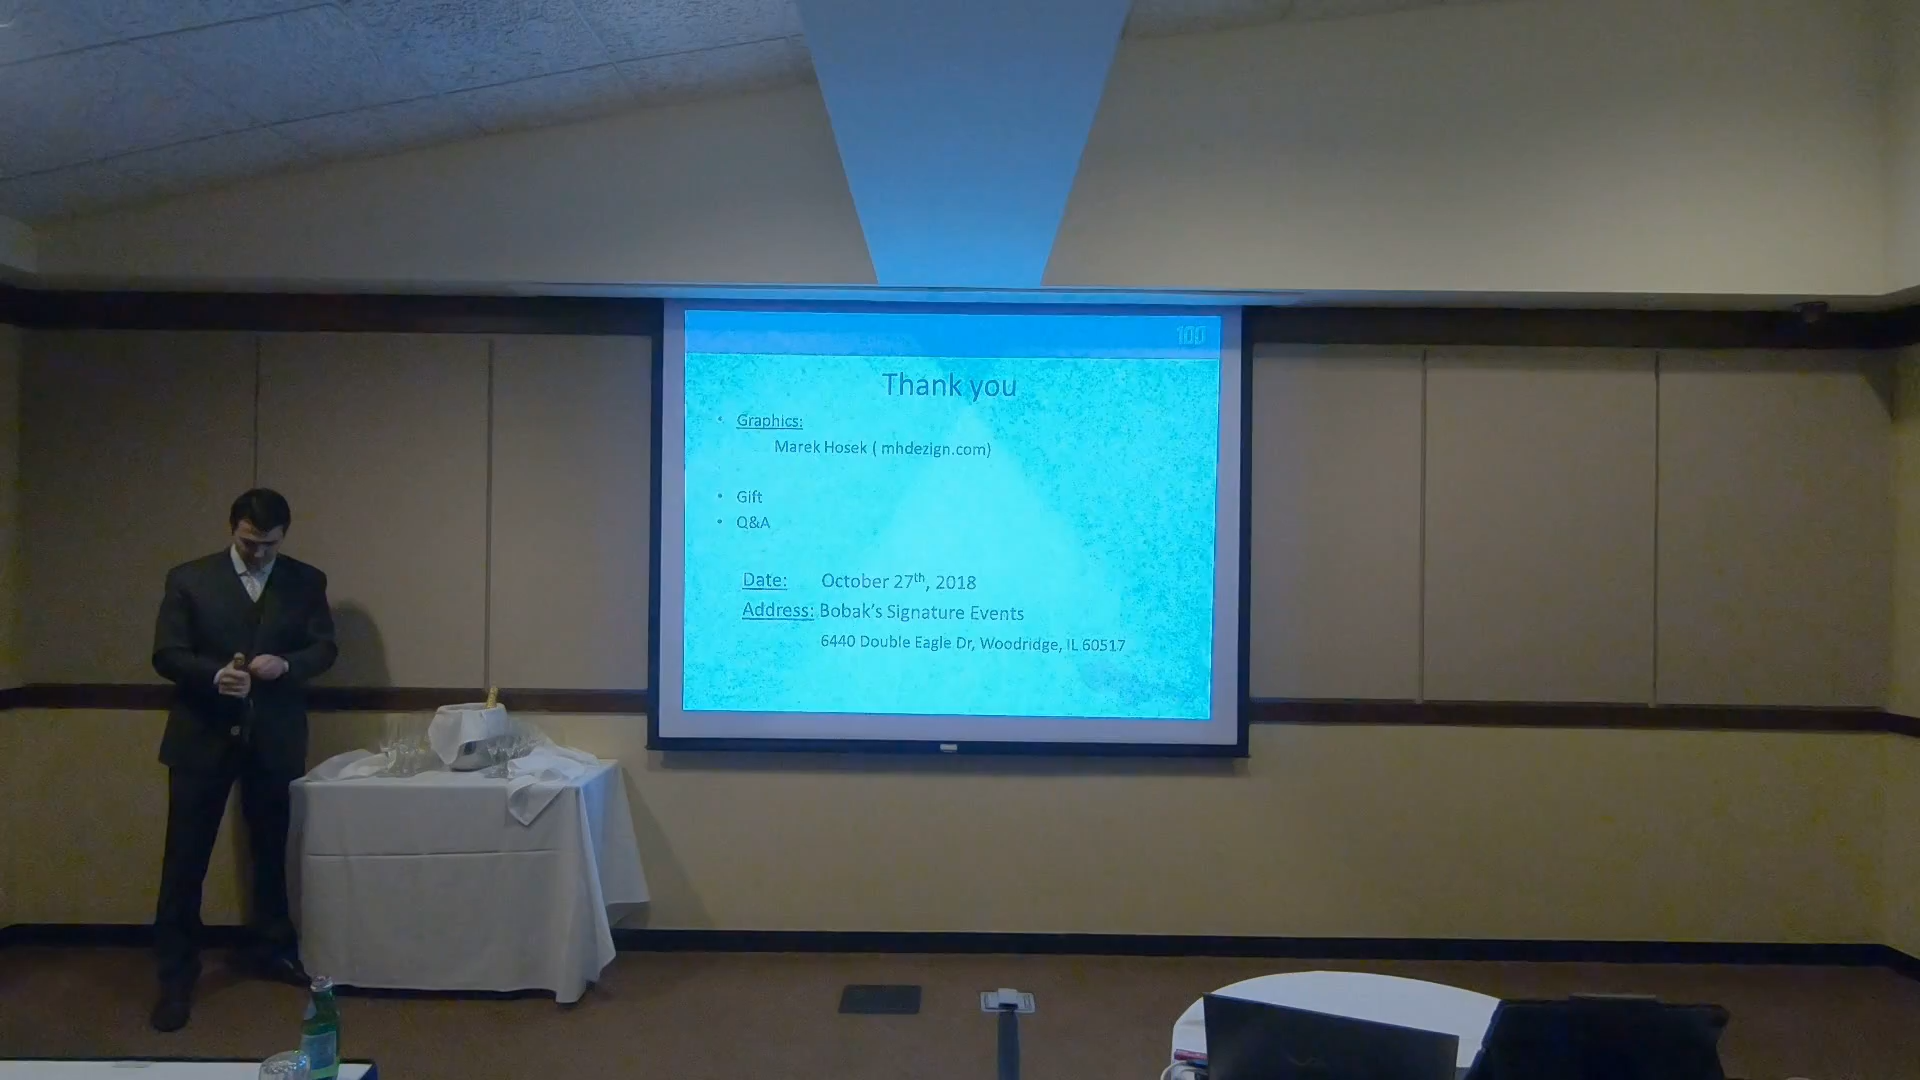 100
Thank you
• Graphics:
Marek Hosek ( mhdezign.com)
• Gift
• Q&A
Date: October 27th, 2018
Address: Bobak's Signature Events
6440 Double Eagle Dr, Woodridge, IL 60517